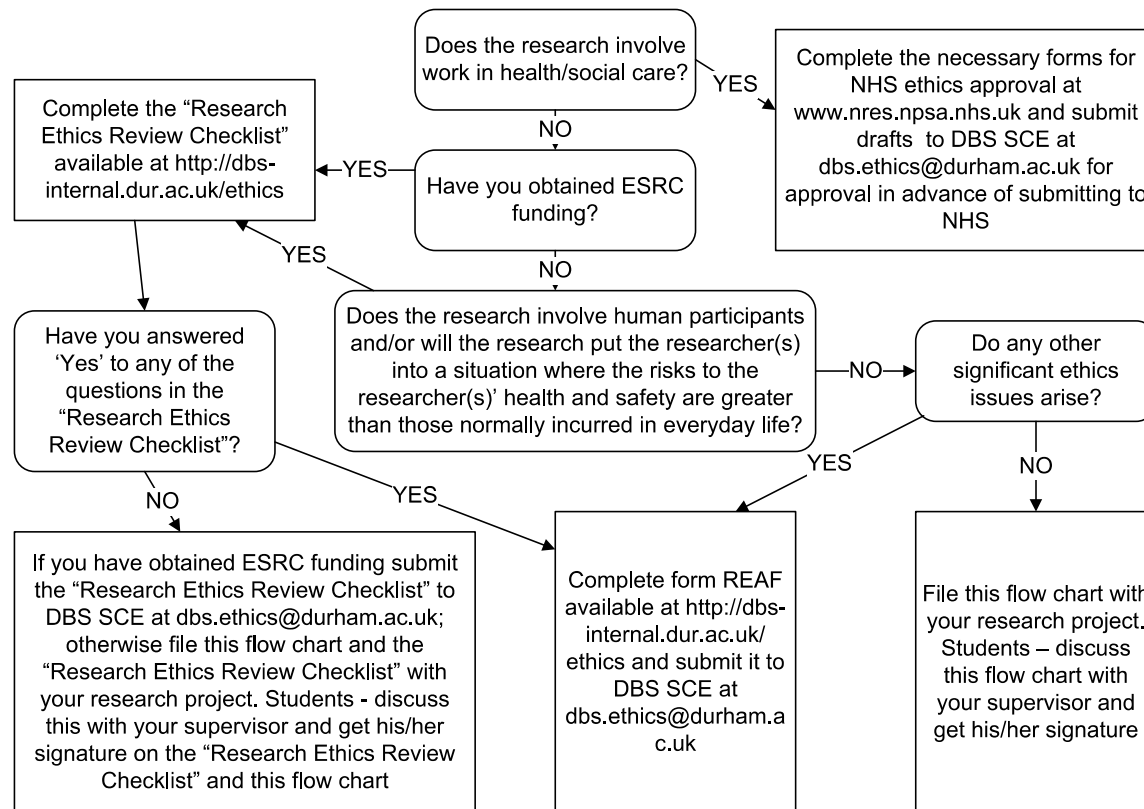 Does the research involve
work in health/social care?
YES
Complete the necessary forms for
NHS ethics approval at
www.nres.npsa.nhs.uk and submit
drafts to DBS SCE at
dbs.ethics@durham.ac.uk for
approval in advance of submitting to
NHS
NO
Complete the “Research
Ethics Review Checklist”
available at http://dbs-
internal.dur.ac.uk/ethics
YES
Have you obtained ESRC
funding?
YES
NO
Have you answered
‘Yes’ to any of the
questions in the
“Research Ethics
Review Checklist”?
Does the research involve human participants
and/or will the research put the researcher(s)
into a situation where the risks to the
researcher(s)’ health and safety are greater
than those normally incurred in everyday life?
NO
Do any other
significant ethics
issues arise?
NO
YES
YES
NO
If you have obtained ESRC funding submit
the “Research Ethics Review Checklist” to
DBS SCE at dbs.ethics@durham.ac.uk;
otherwise file this flow chart and the
“Research Ethics Review Checklist” with
your research project. Students - discuss
this with your supervisor and get his/her
signature on the “Research Ethics Review
Checklist” and this flow chart
Complete form REAF
available at http://dbs-
internal.dur.ac.uk/
ethics and submit it to
DBS SCE at
dbs.ethics@durham.a
c.uk
File this flow chart with
your research project.
Students – discuss
this flow chart with
your supervisor and
get his/her signature